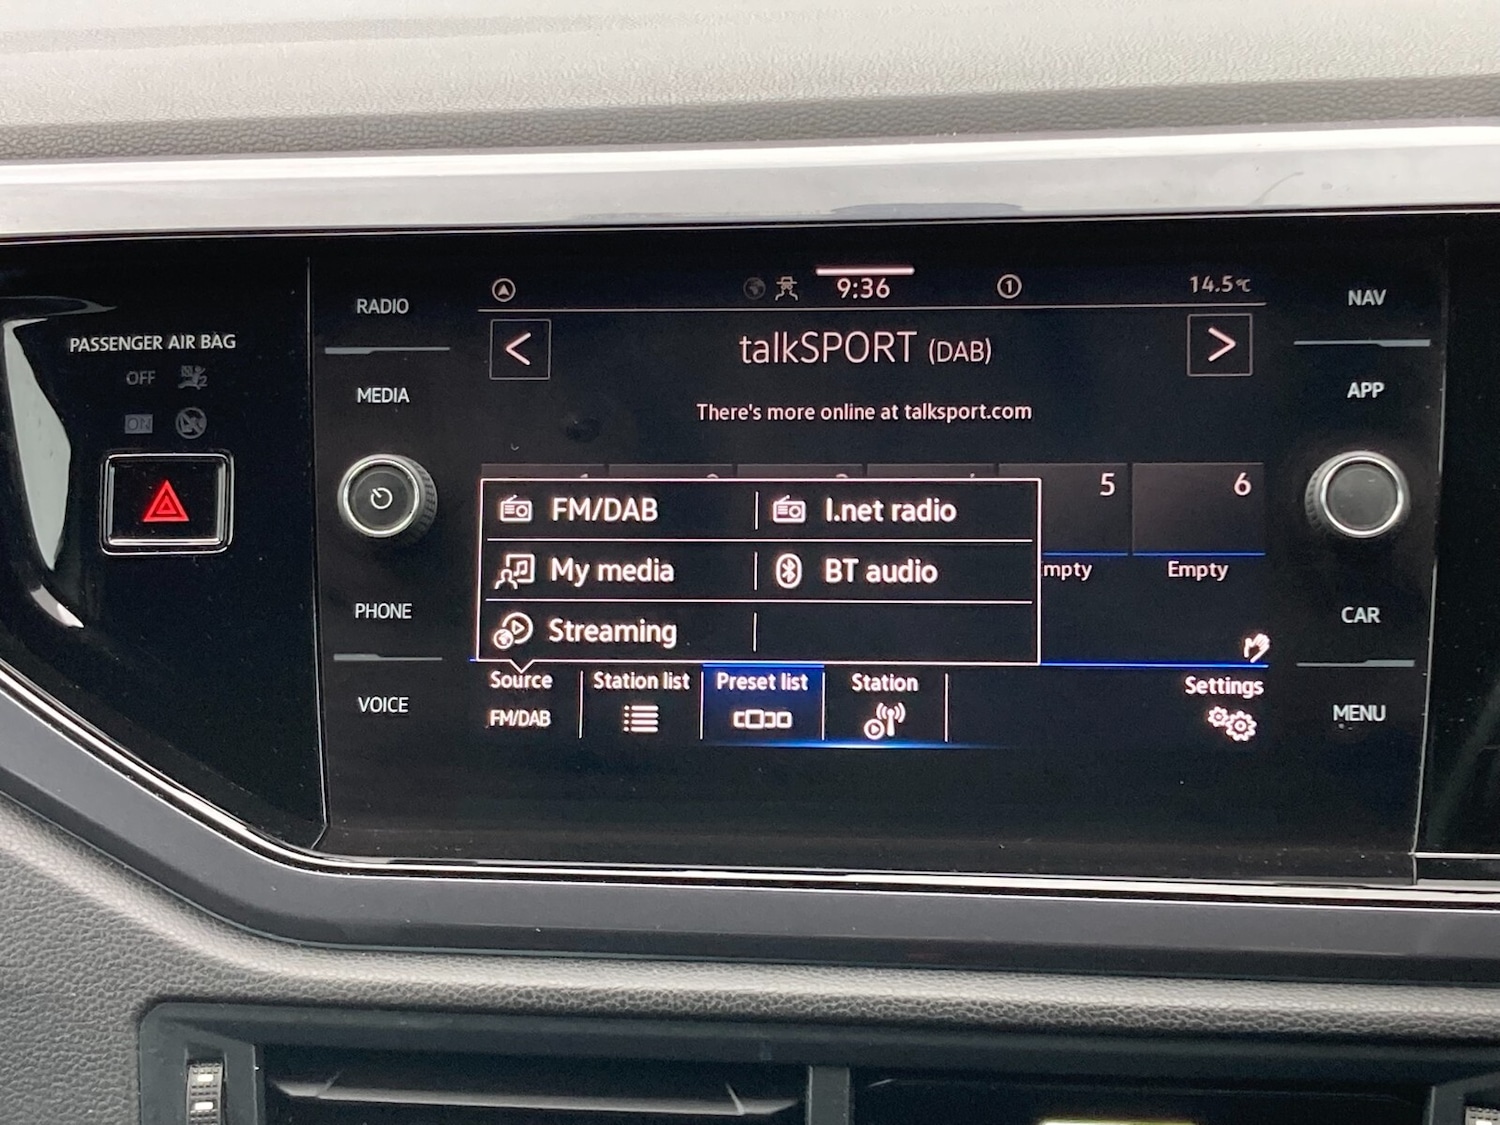 PASSENGER AIR BAG
OFF
ON
RADIO
MEDIA
PHONE
VOICE
9:36
1
14.5°C
<
talkSPORT (DAB)
>
There's more online at talksport.com
5
6
FM/DAB
I.net radio
My media
BT audio
mpty
Empty
Streaming
Source
FM/DAB
Station list
Preset list
Station
Settings
NAV
APP
CAR
MENU